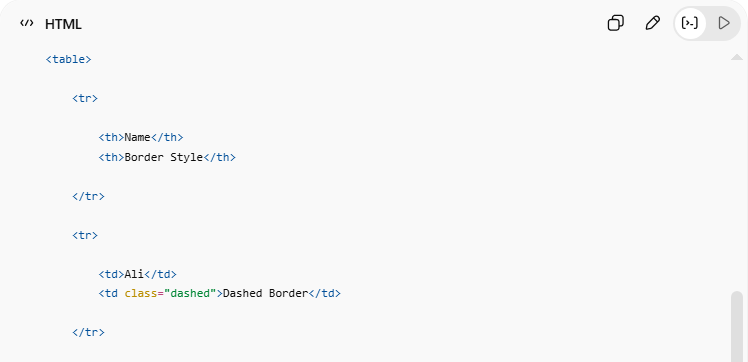 HTML
<table>
<tr>
<th>Name</th>
<th>Border Style</th>
</tr>
<tr>
<td>Ali</td>
<td class="dashed">Dashed Border</td>
</tr>